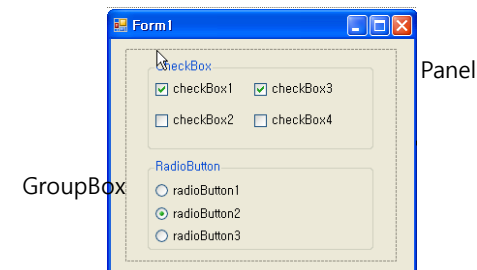 Form1
CheckBox
checkBox1 checkBox3
Panel
checkBox2 checkBox4
RadioButton
GroupBox
radioButton1
radioButton2
radioButton3